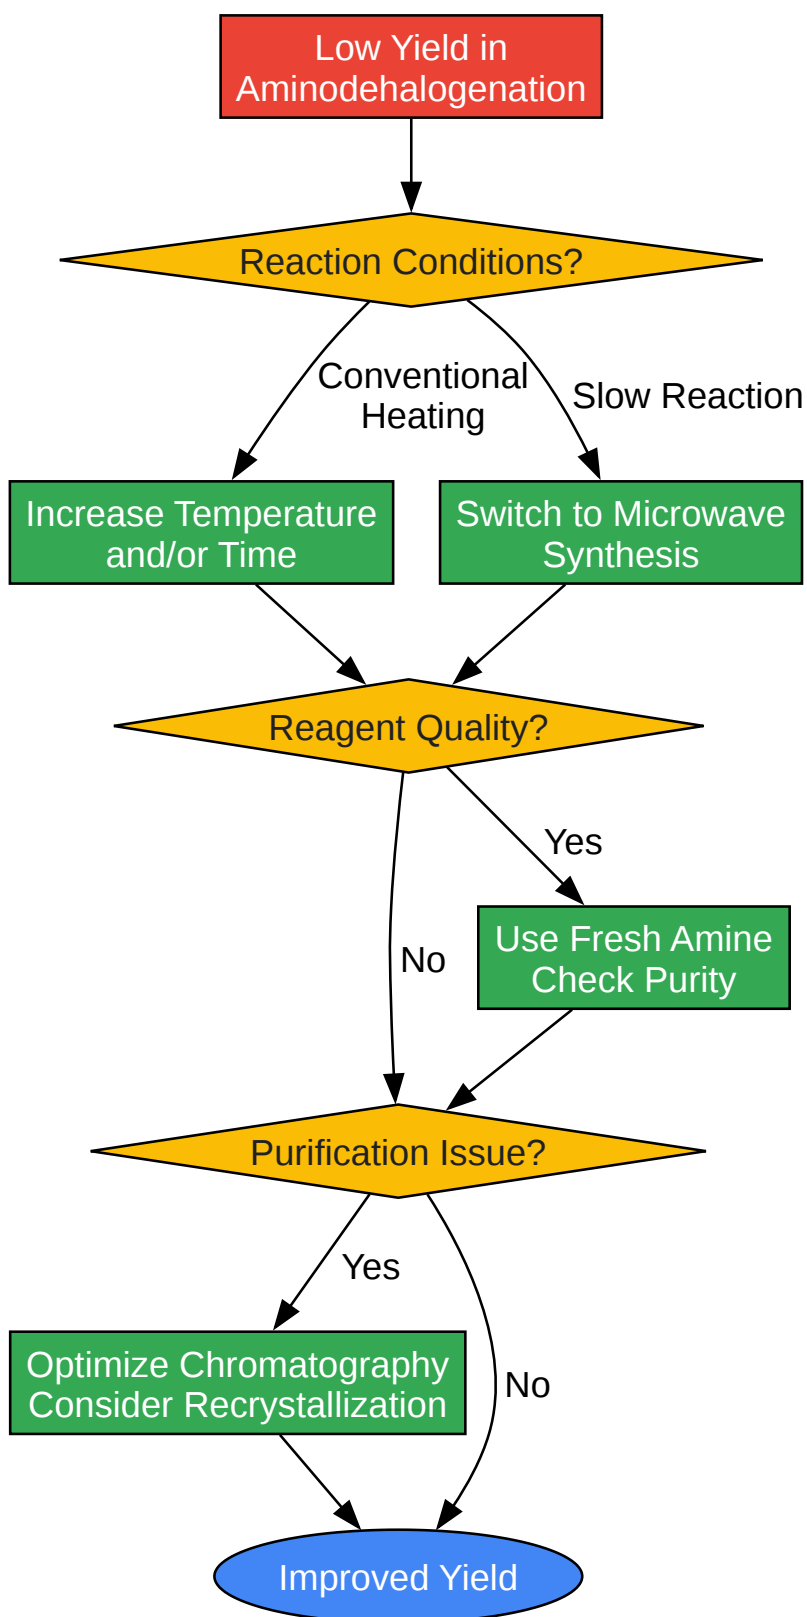 Low Yield in
Aminodehalogenation
Reaction Conditions?
Conventional
Heating
Slow Reaction
Increase Temperature
and/or Time
Switch to Microwave
Synthesis
Reagent Quality?
Yes
No
Use Fresh Amine
Check Purity
Purification Issue?
Yes
No
Optimize Chromatography
Consider Recrystallization
Improved Yield